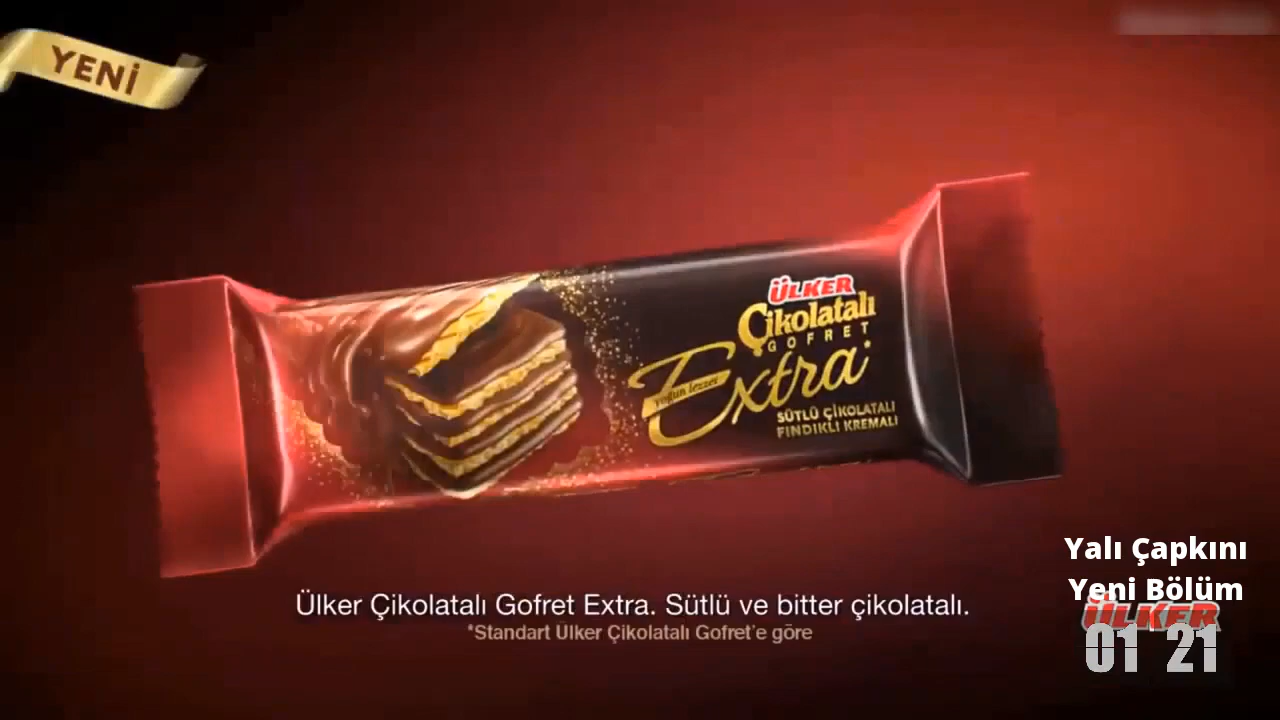 YENİ
ÜLKER
Çikolatalı
GOFRET
Extra*
yoğun lezzet
SÜTLÜ ÇİKOLATALI
FINDIKLI KREMALI
Yalı Çapkını
Yeni Bölüm
ÜLKER
01 21
Ülker Çikolatalı Gofret Extra. Sütlü ve bitter çikolatalı.
*Standart Ülker Çikolatalı Gofret'e göre